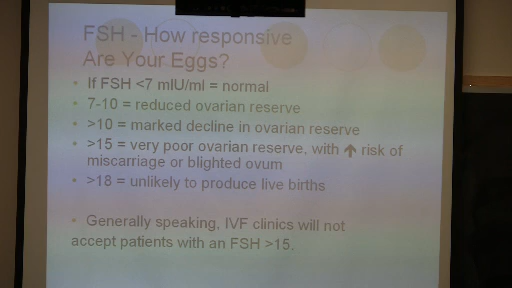 FSH - How responsive
Are Your Eggs?
• If FSH <7 mIU/ml = normal
• 7-10 = reduced ovarian reserve
• >10 = marked decline in ovarian reserve
• >15 = very poor ovarian reserve, with ↑ risk of
miscarriage or blighted ovum
• >18 = unlikely to produce live births
• Generally speaking, IVF clinics will not
accept patients with an FSH >15.